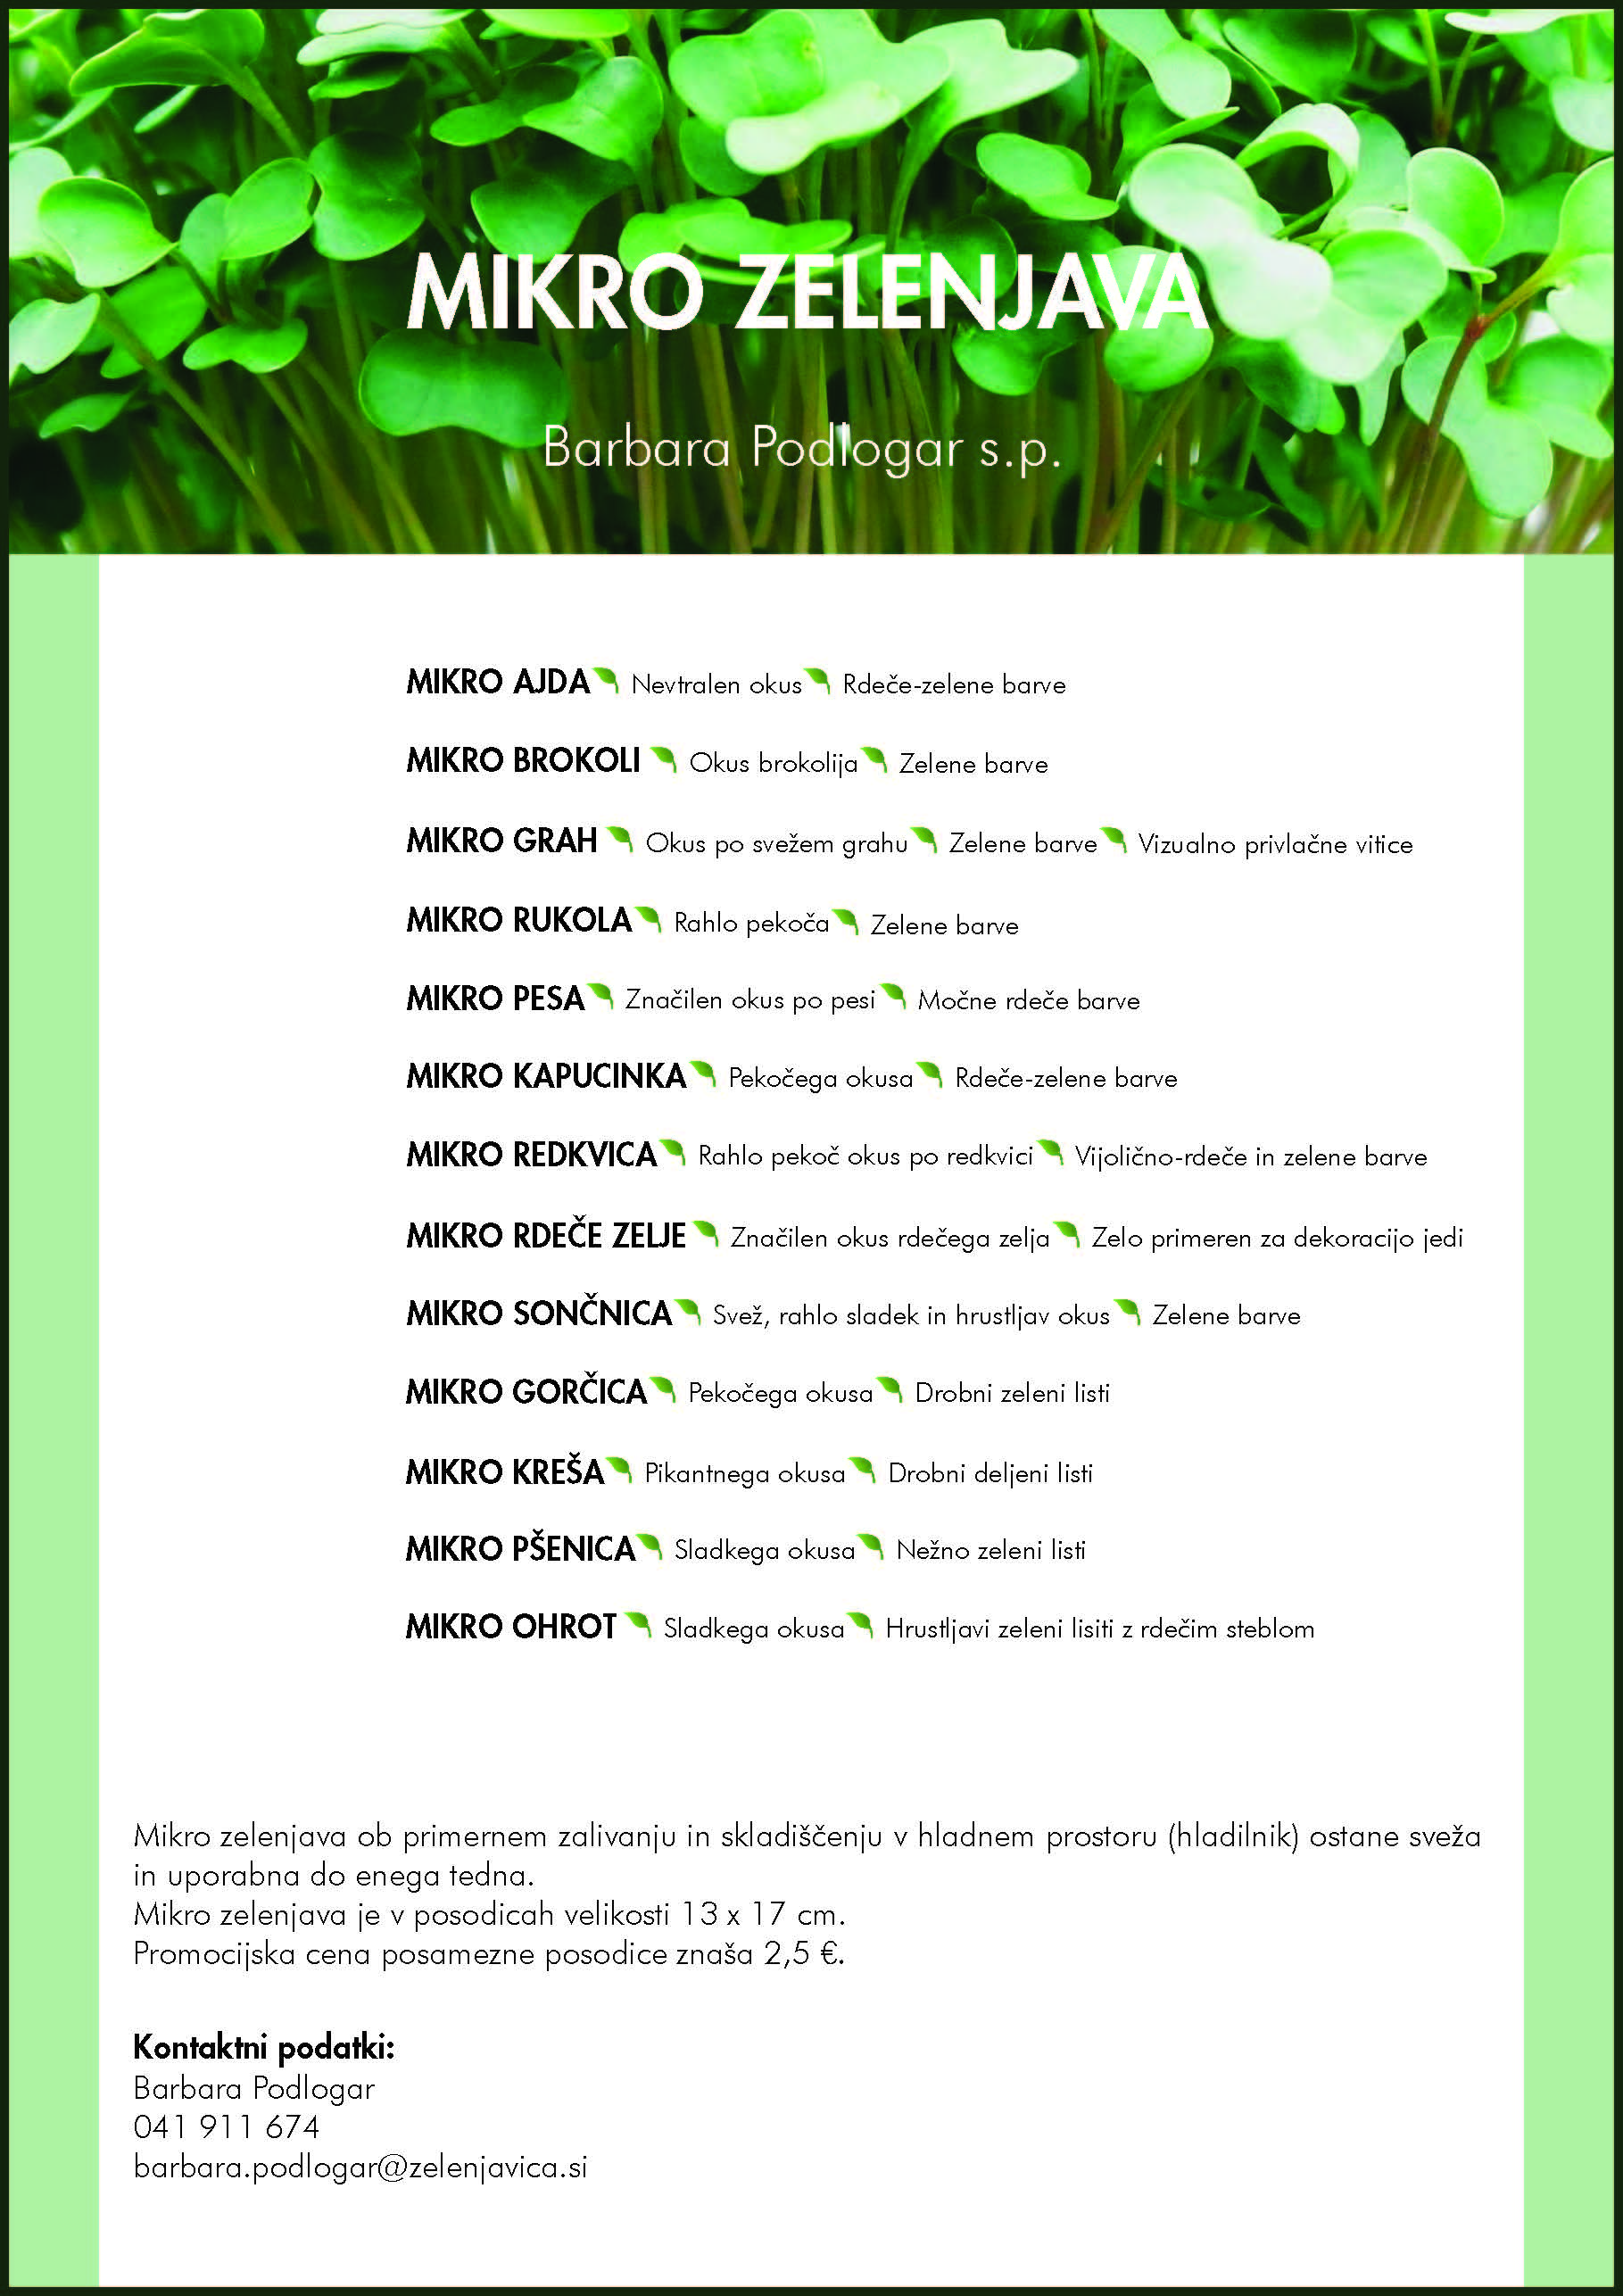 MIKRO ZELENJAVA
Barbara Podlogar s.p.
MIKRO AJDA Nevtralen okus Rdeče-zelene barve
MIKRO BROKOLI Okus brokolija Zelene barve
MIKRO GRAH Okus po svežem grahu Zelene barve Vizualno privlačne vitice
MIKRO RUKOLA Rahlo pekoča Zelene barve
MIKRO PESA Značilen okus po pesi Močne rdeče barve
MIKRO KAPUCINKA Pekočega okusa Rdeče-zelene barve
MIKRO REDKVICA Rahlo pekoč okus po redkvici Vijolično-rdeče in zelene barve
MIKRO RDEČE ZELJE Značilen okus rdečega zelja Zelo primeren za dekoracijo jedi
MIKRO SONČNICA Svež, rahlo sladek in hrustljav okus Zelene barve
MIKRO GORČICA Pekočega okusa Drobni zeleni listi
MIKRO KREŠA Pikantnega okusa Drobni deljeni listi
MIKRO PŠENICA Sladkega okusa Nežno zeleni listi
MIKRO OHROT Sladkega okusa Hrustljavi zeleni lisiti z rdečim steblom
Mikro zelenjava ob primernem zalivanju in skladiščenju v hladnem prostoru (hladilnik) ostane sveža
in uporabna do enega tedna.
Mikro zelenjava je v posodicah velikosti 13 x 17 cm.
Promocijska cena posamezne posodice znaša 2,5 €.
Kontaktni podatki:
Barbara Podlogar
041 911 674
barbara.podlogar@zelenjavica.si